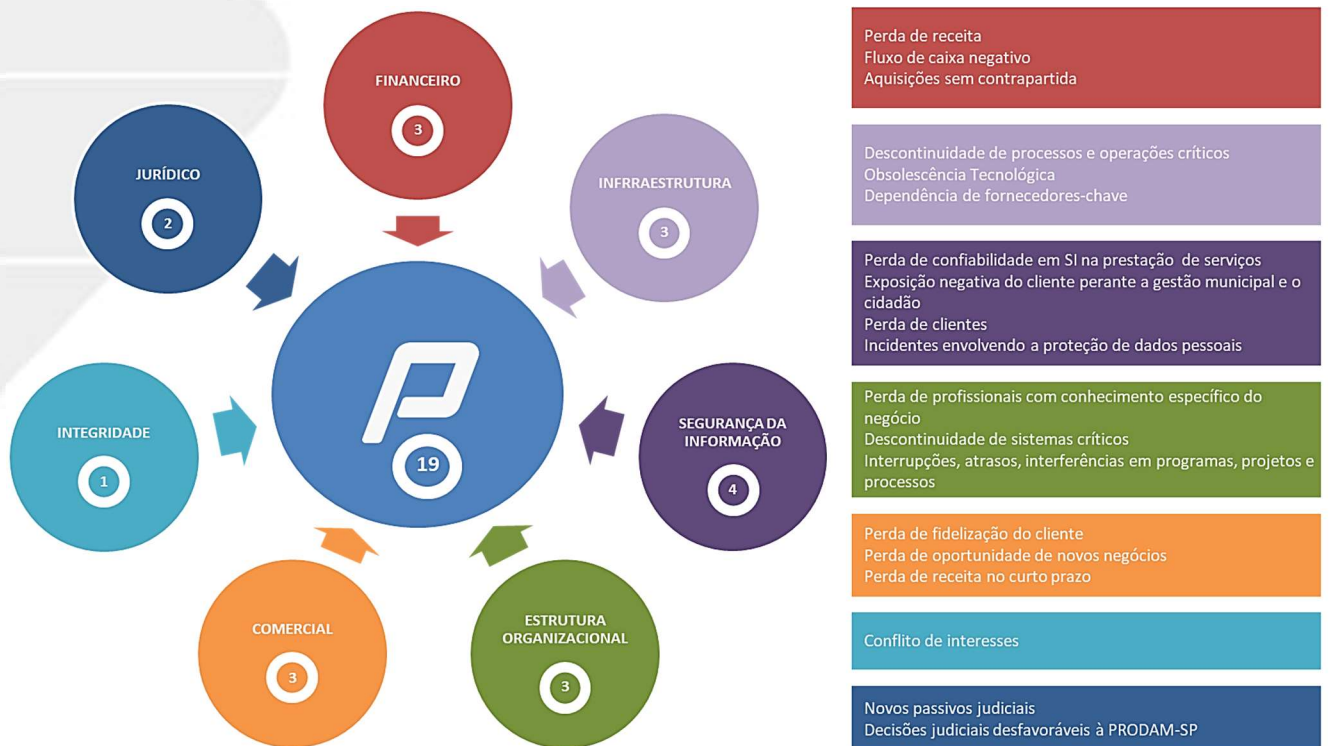 FINANCEIRO
3
JURÍDICO
2
INFRRAESTRUTURA
3
INTEGRIDADE
1
19
SEGURANÇA DA
INFORMAÇÃO
4
COMERCIAL
3
ESTRUTURA
ORGANIZACIONAL
3
Perda de receita
Fluxo de caixa negativo
Aquisições sem contrapartida
Descontinuidade de processos e operações críticos
Obsolescência Tecnológica
Dependência de fornecedores-chave
Perda de confiabilidade em SI na prestação de serviços
Exposição negativa do cliente perante a gestão municipal e o
cidadão
Perda de clientes
Incidentes envolvendo a proteção de dados pessoais
Perda de profissionais com conhecimento específico do
negócio
Descontinuidade de sistemas críticos
Interrupções, atrasos, interferências em programas, projetos e
processos
Perda de fidelização do cliente
Perda de oportunidade de novos negócios
Perda de receita no curto prazo
Conflito de interesses
Novos passivos judiciais
Decisões judiciais desfavoráveis à PRODAM-SP